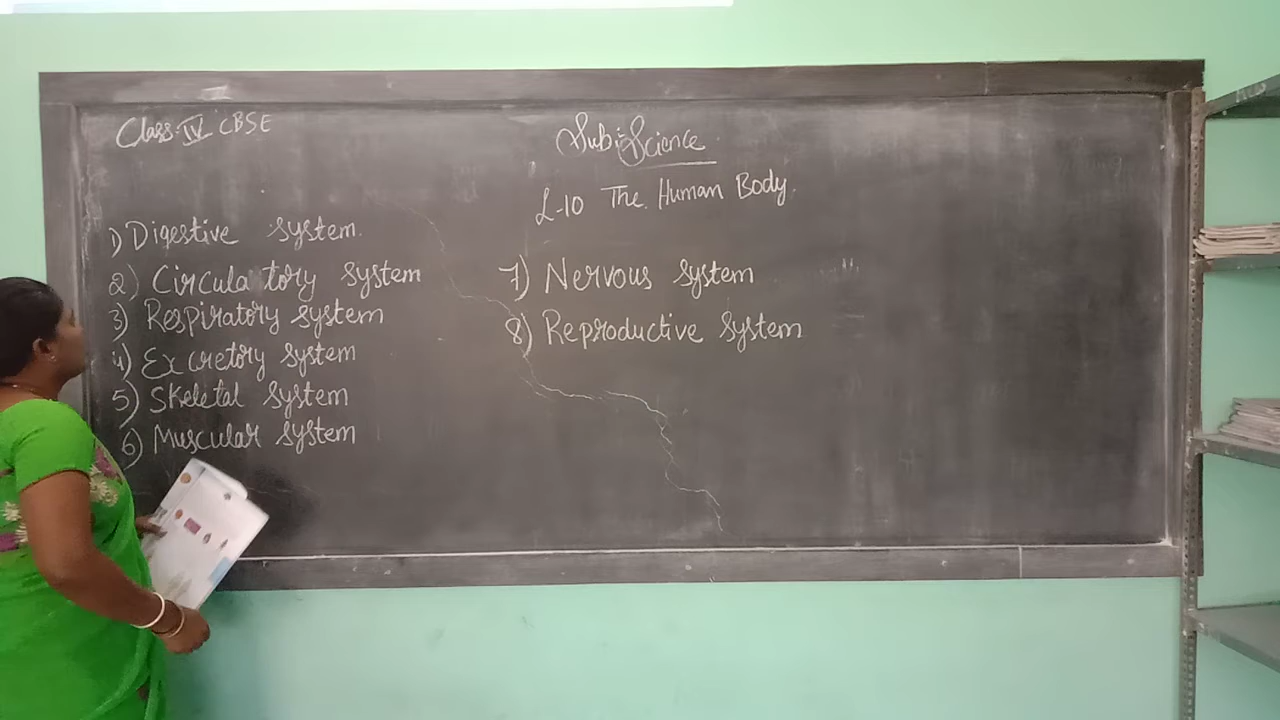 Class: IV CBSE
Sub:- Science
L-10 The Human Body.
1) Digestive system.
2) Circulatory system
3) Respiratory system
4) Excretory system
5) Skeletal system
6) Muscular system
7) Nervous system
8) Reproductive system